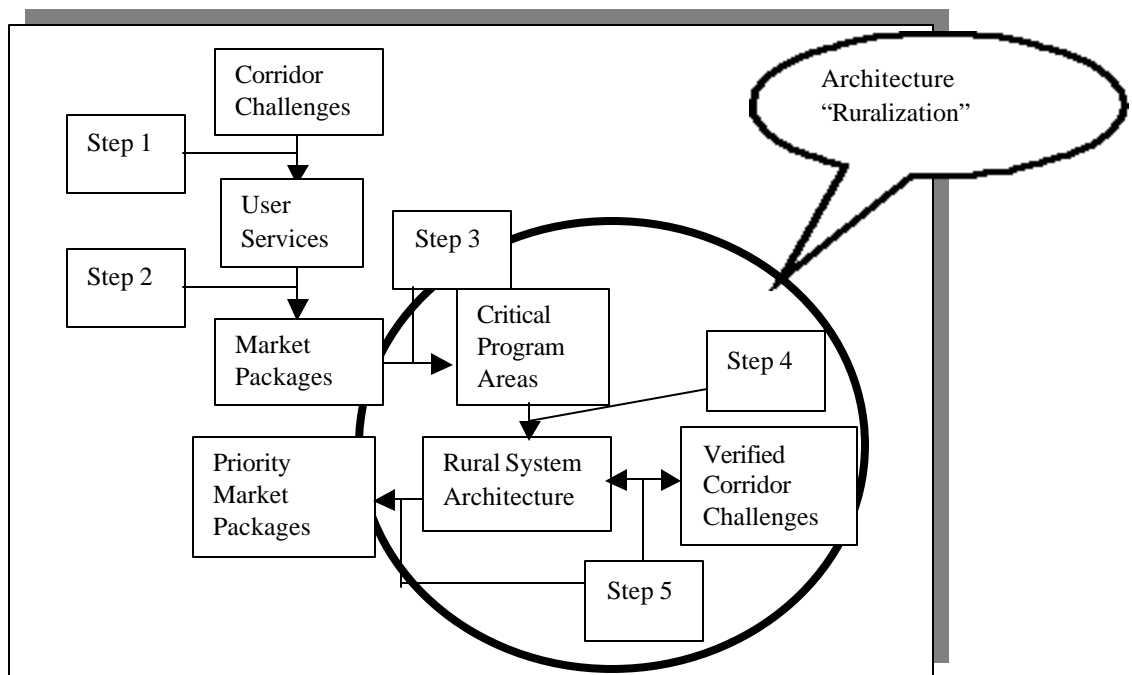 Corridor
Challenges
Architecture
“Ruralization”
Step 1
User
Services
Step 3
Step 2
Market
Packages
Critical
Program
Areas
Step 4
Priority
Market
Packages
Rural System
Architecture
Verified
Corridor
Challenges
Step 5